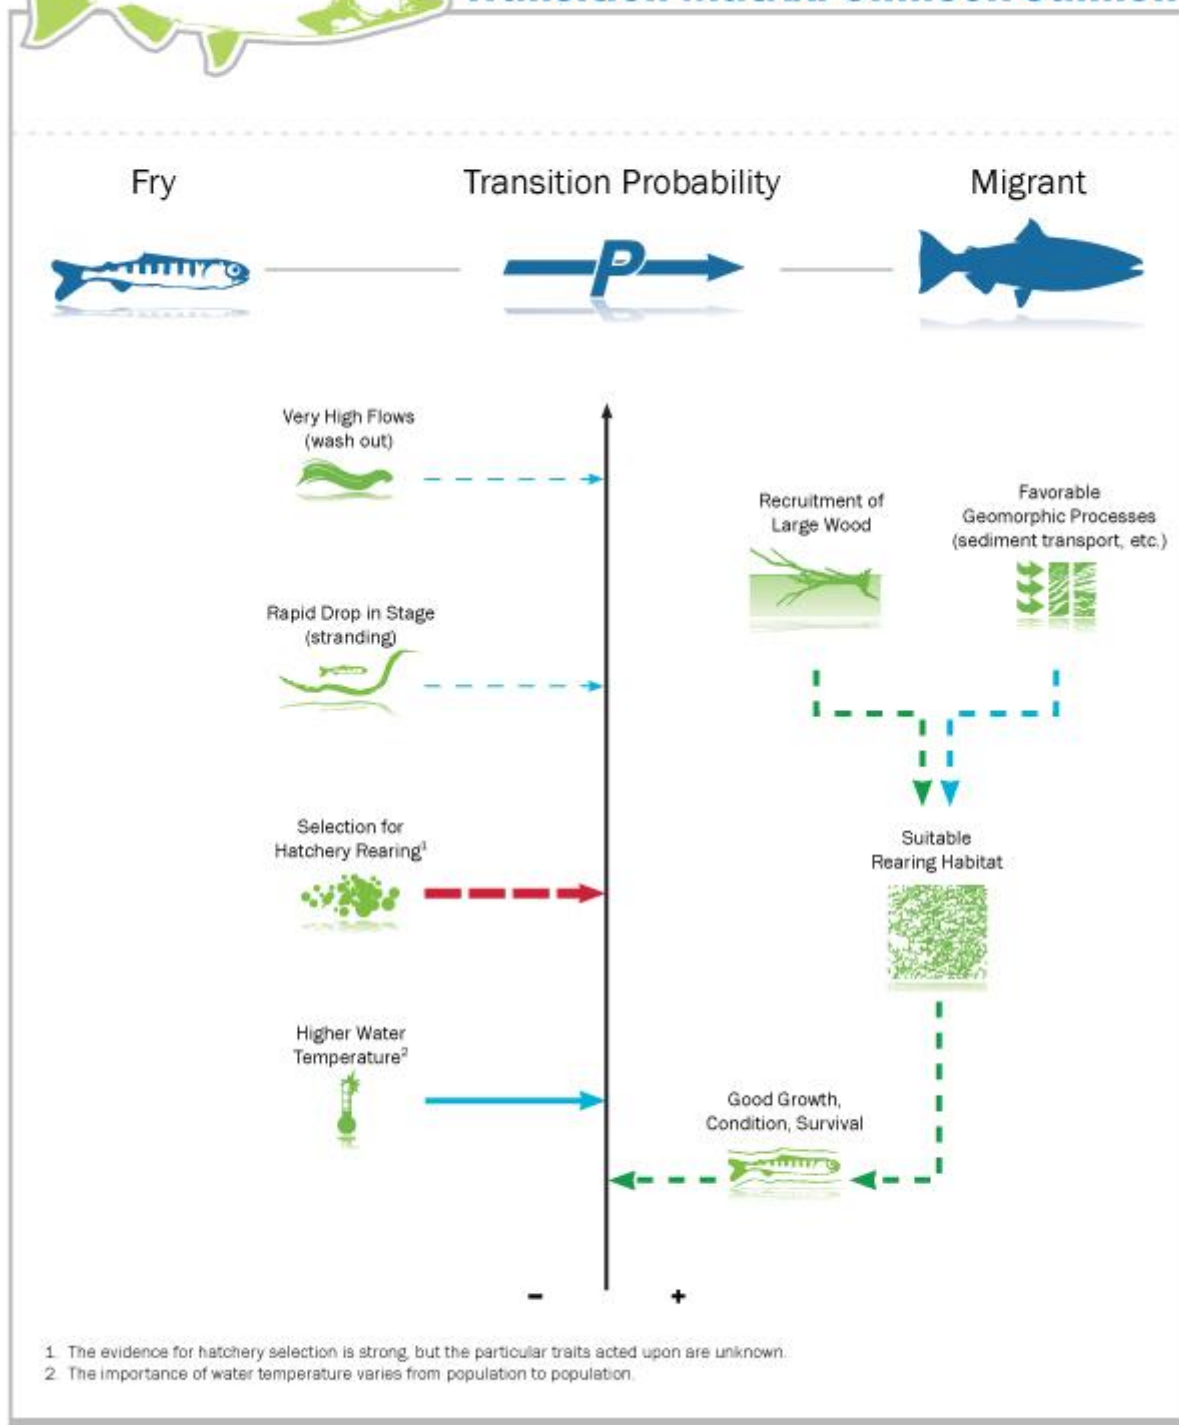 Fry
Transition Probability
Migrant
P
Very High Flows
(wash out)
Recruitment of
Large Wood
Favorable
Geomorphic Processes
(sediment transport, etc.)
Rapid Drop in Stage
(stranding)
Selection for
Hatchery Rearing¹
Suitable
Rearing Habitat
Higher Water
Temperature²
Good Growth,
Condition, Survival
- +
1. The evidence for hatchery selection is strong, but the particular traits acted upon are unknown.
2. The importance of water temperature varies from population to population.